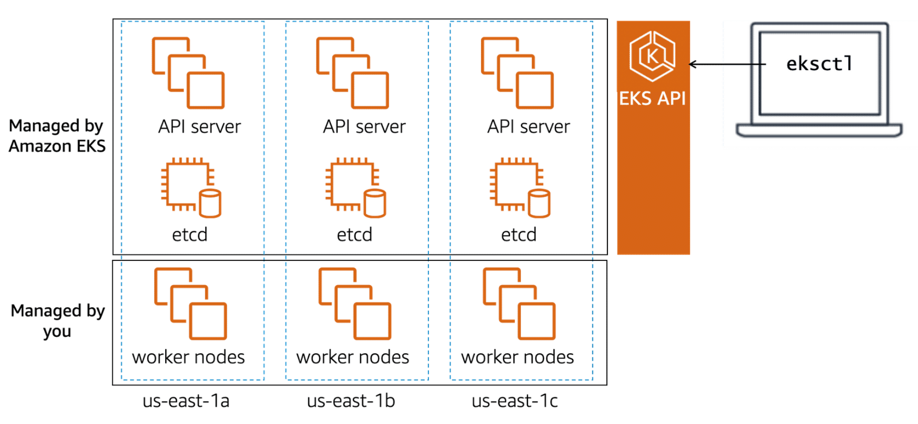 Managed by
Amazon EKS
API server
API server
API server
etcd
etcd
etcd
K
EKS API
eksctl
Managed by
you
worker nodes
worker nodes
worker nodes
us-east-1a
us-east-1b
us-east-1c